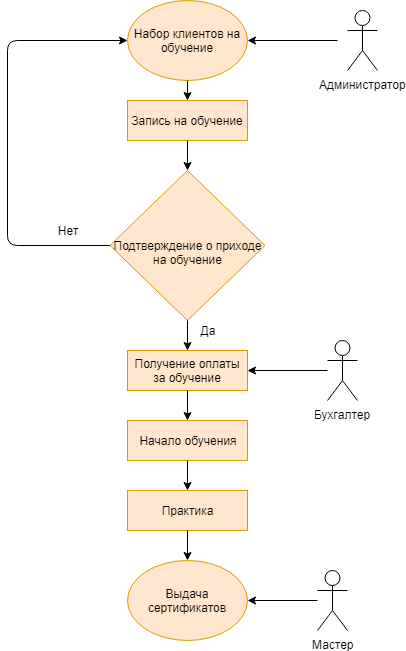 Набор клиентов на
обучение
Администратор
Запись на обучение
Нет
Подтверждение о приходе
на обучение
Да
Получение оплаты
за обучение
Бухгалтер
Начало обучения
Практика
Выдача
сертификатов
Мастер